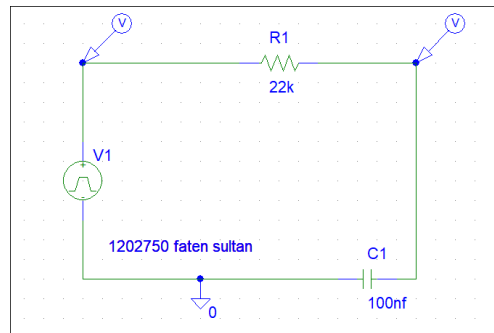 V
V
R1
22k
V1
+
-
1202750 faten sultan
C1
100nf
0